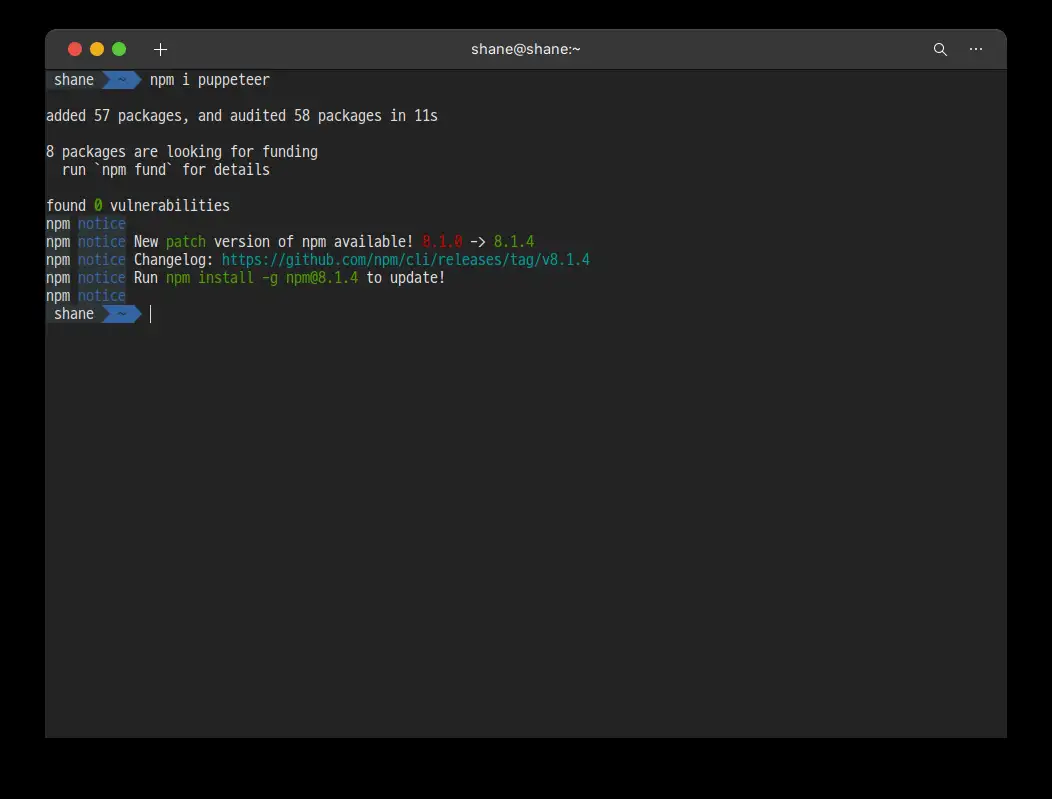 shane@shane:~
shane ~ npm i puppeteer
added 57 packages, and audited 58 packages in 11s
8 packages are looking for funding
run `npm fund` for details
found 0 vulnerabilities
npm notice
npm notice New patch version of npm available! 8.1.0 -> 8.1.4
npm notice Changelog: https://github.com/npm/cli/releases/tag/v8.1.4
npm notice Run npm install -g npm@8.1.4 to update!
npm notice
shane ~